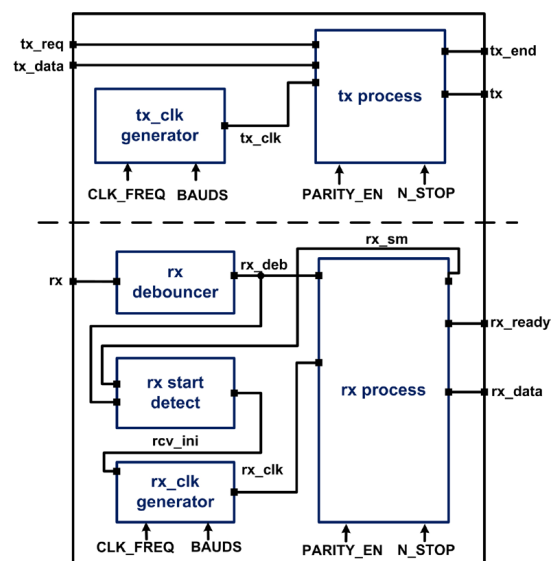 tx_req
tx_end
tx_data
tx process
tx
tx_clk
generator
tx_clk
CLK_FREQ
BAUDS
PARITY_EN
N_STOP
rx_sm
rx
rx
debouncer
rx_deb
rx_ready
rx start
detect
rx process
rx_data
rcv_ini
rx_clk
generator
rx_clk
CLK_FREQ
BAUDS
PARITY_EN
N_STOP